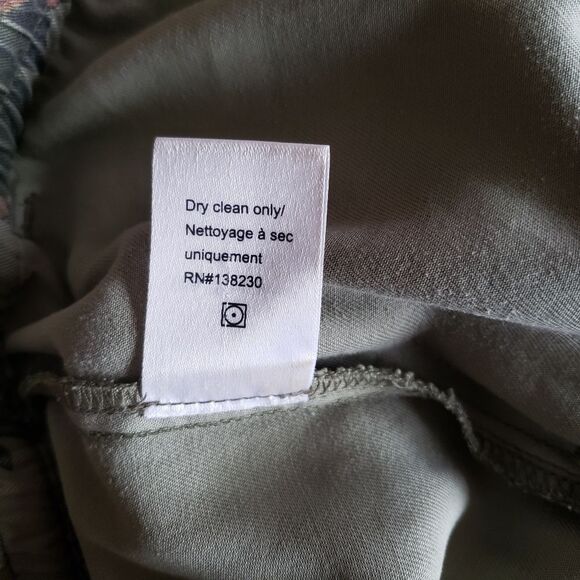 Dry clean only/
Nettoyage à sec
uniquement
RN#138230